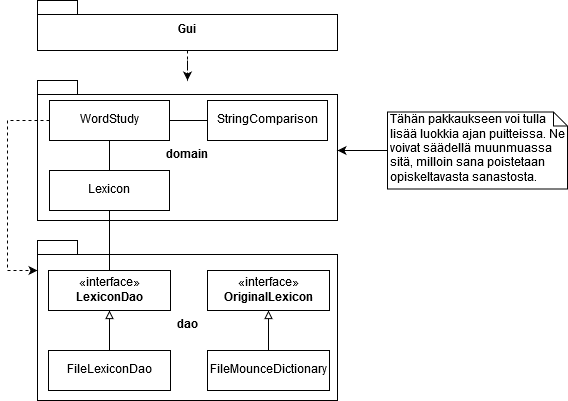 Gui
WordStudy
StringComparison
domain
Lexicon
Tähän pakkaukseen voi tulla
lisää luokkia ajan puitteissa. Ne
voivat säädellä muunmuassa
sitä, milloin sana poistetaan
opiskeltavasta sanastosta.
«interface»
LexiconDao
«interface»
OriginalLexicon
dao
FileLexiconDao
FileMounceDictionary